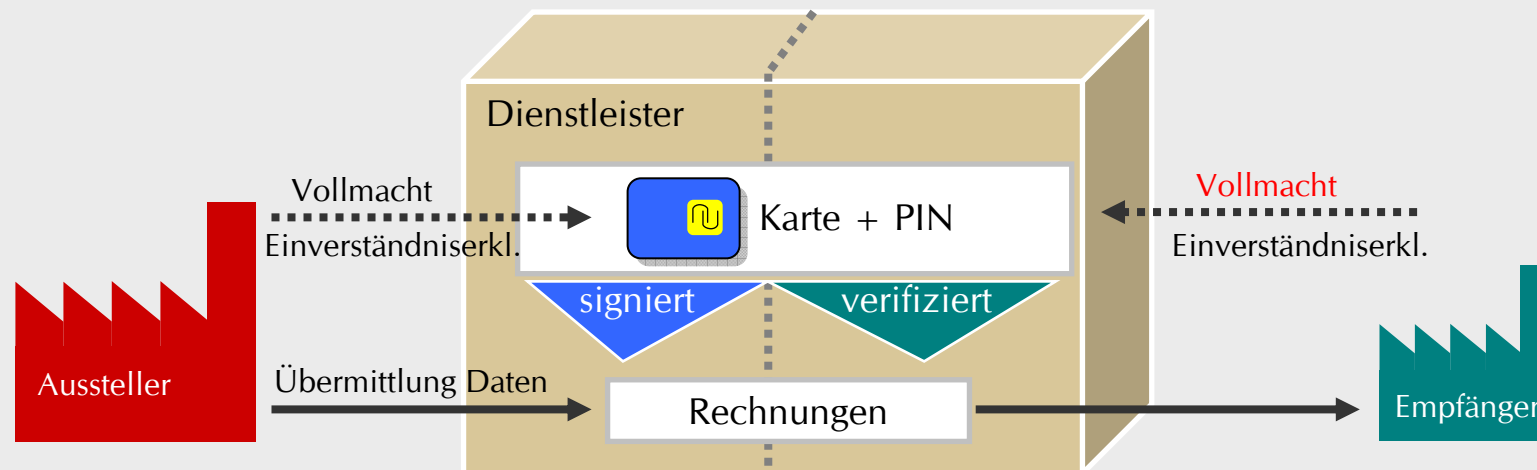 Dienstleister
Vollmacht
Einverständniserkl.
Karte + PIN
Vollmacht
Einverständniserkl.
signiert
verifiziert
Aussteller
Übermittlung Daten
Rechnungen
Empfänger